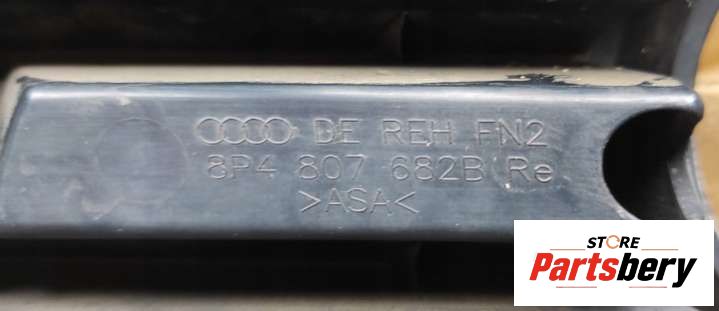 DE REH FN2
8P4 807 682B Re
>ASA<
STORE
Partsbery